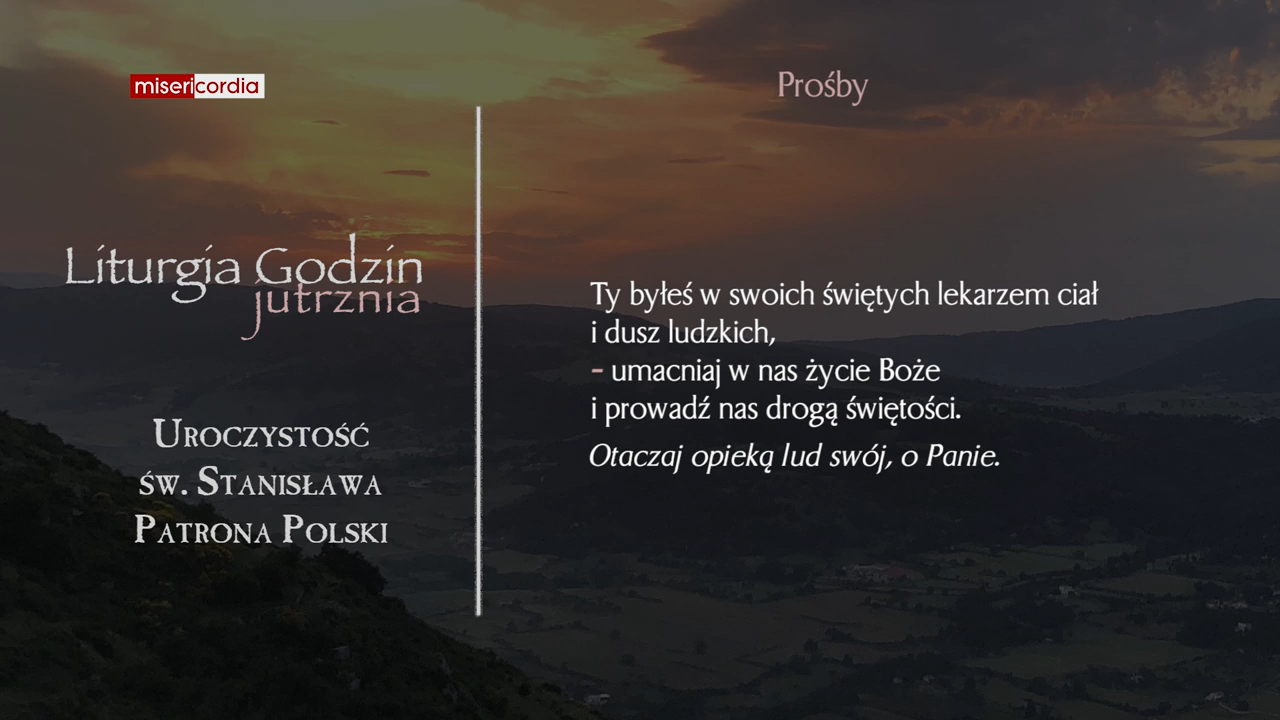 misericordia
Liturgia Godzin
jutrznia
Uroczystość
św. Stanisława
Patrona Polski
Prośby
Ty byłeś w swoich świętych lekarzem ciał
i dusz ludzkich,
- umacniaj w nas życie Boże
i prowadź nas drogą świętości.
Otaczaj opieką lud swój, o Panie.